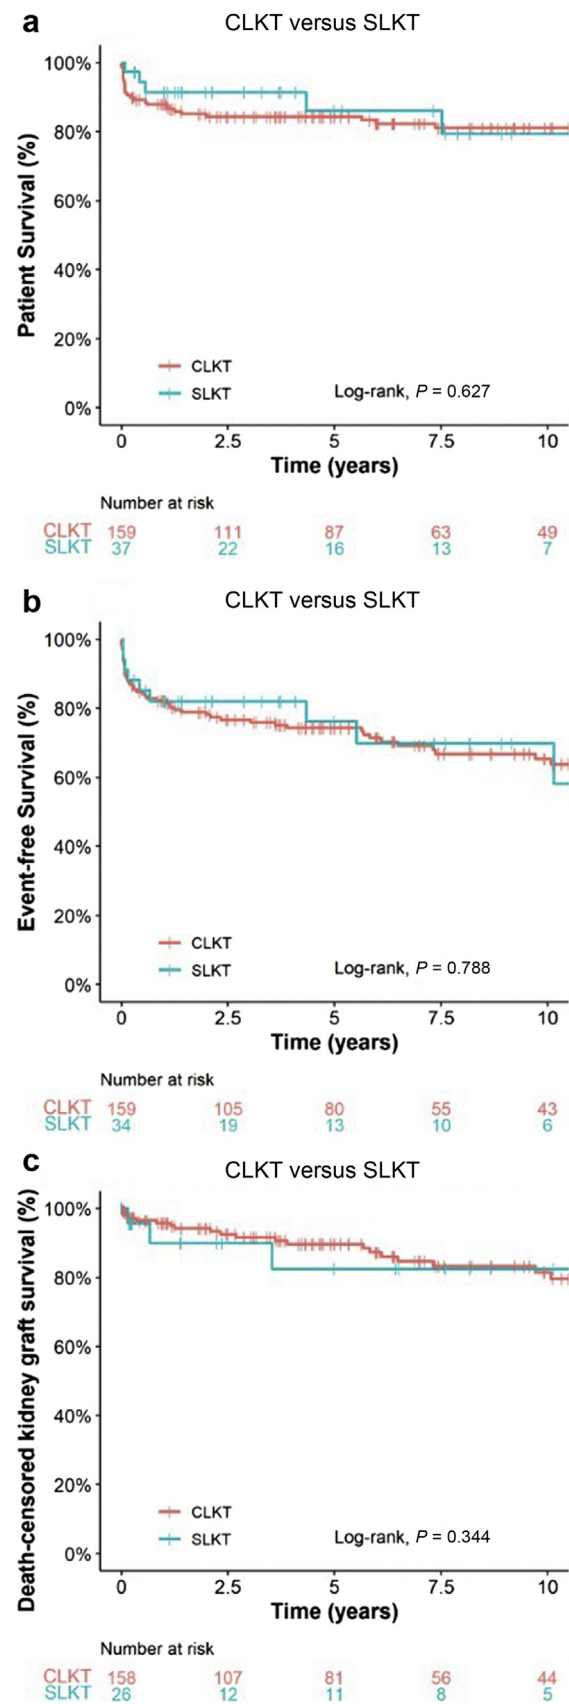 a
CLKT versus SLKT
Patient Survival (%)
100%
80%
60%
40%
20%
0%
CLKT
SLKT
Log-rank, P = 0.627
0 2.5 5 7.5 10
Time (years)
Number at risk
CLKT 159 111 87 63 49
SLKT 37 22 16 13 7
b
CLKT versus SLKT
Event-free Survival (%)
100%
80%
60%
40%
20%
0%
CLKT
SLKT
Log-rank, P = 0.788
0 2.5 5 7.5 10
Time (years)
Number at risk
CLKT 159 105 80 55 43
SLKT 34 19 13 10 6
c
CLKT versus SLKT
Death-censored kidney graft survival (%)
100%
80%
60%
40%
20%
0%
CLKT
SLKT
Log-rank, P = 0.344
0 2.5 5 7.5 10
Time (years)
Number at risk
CLKT 158 107 81 56 44
SLKT 26 12 11 8 5